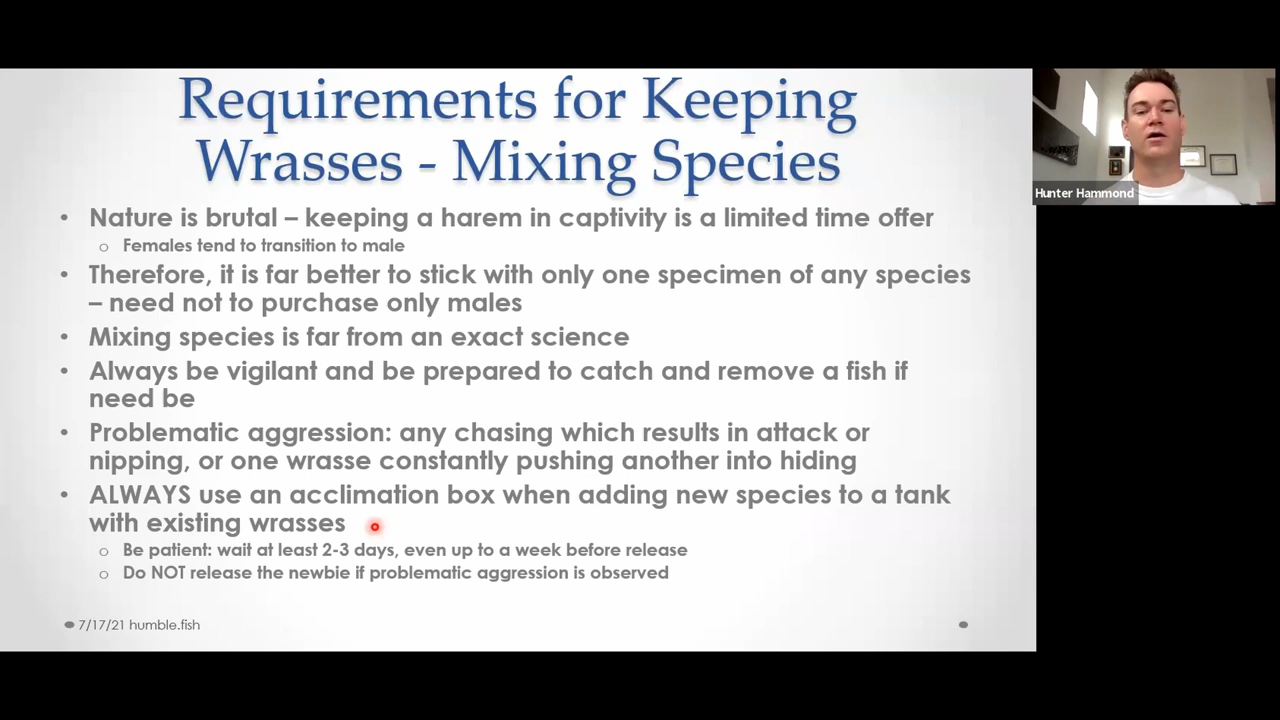 Requirements for Keeping
Wrasses - Mixing Species
• Nature is brutal – keeping a harem in captivity is a limited time offer
o Females tend to transition to male
• Therefore, it is far better to stick with only one specimen of any species
– need not to purchase only males
• Mixing species is far from an exact science
• Always be vigilant and be prepared to catch and remove a fish if
need be
• Problematic aggression: any chasing which results in attack or
nipping, or one wrasse constantly pushing another into hiding
• ALWAYS use an acclimation box when adding new species to a tank
with existing wrasses
o Be patient: wait at least 2-3 days, even up to a week before release
o Do NOT release the newbie if problematic aggression is observed
7/17/21 humble.fish
Hunter Hammond